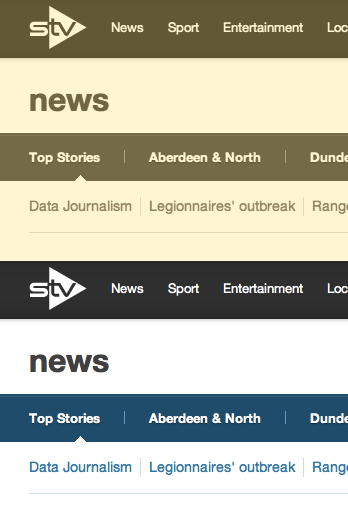 stv News Sport Entertainment Loc
news
Top Stories Aberdeen & North Dunde
Data Journalism Legionnaires' outbreak Range
stv News Sport Entertainment Loc
news
Top Stories Aberdeen & North Dunde
Data Journalism Legionnaires' outbreak Range